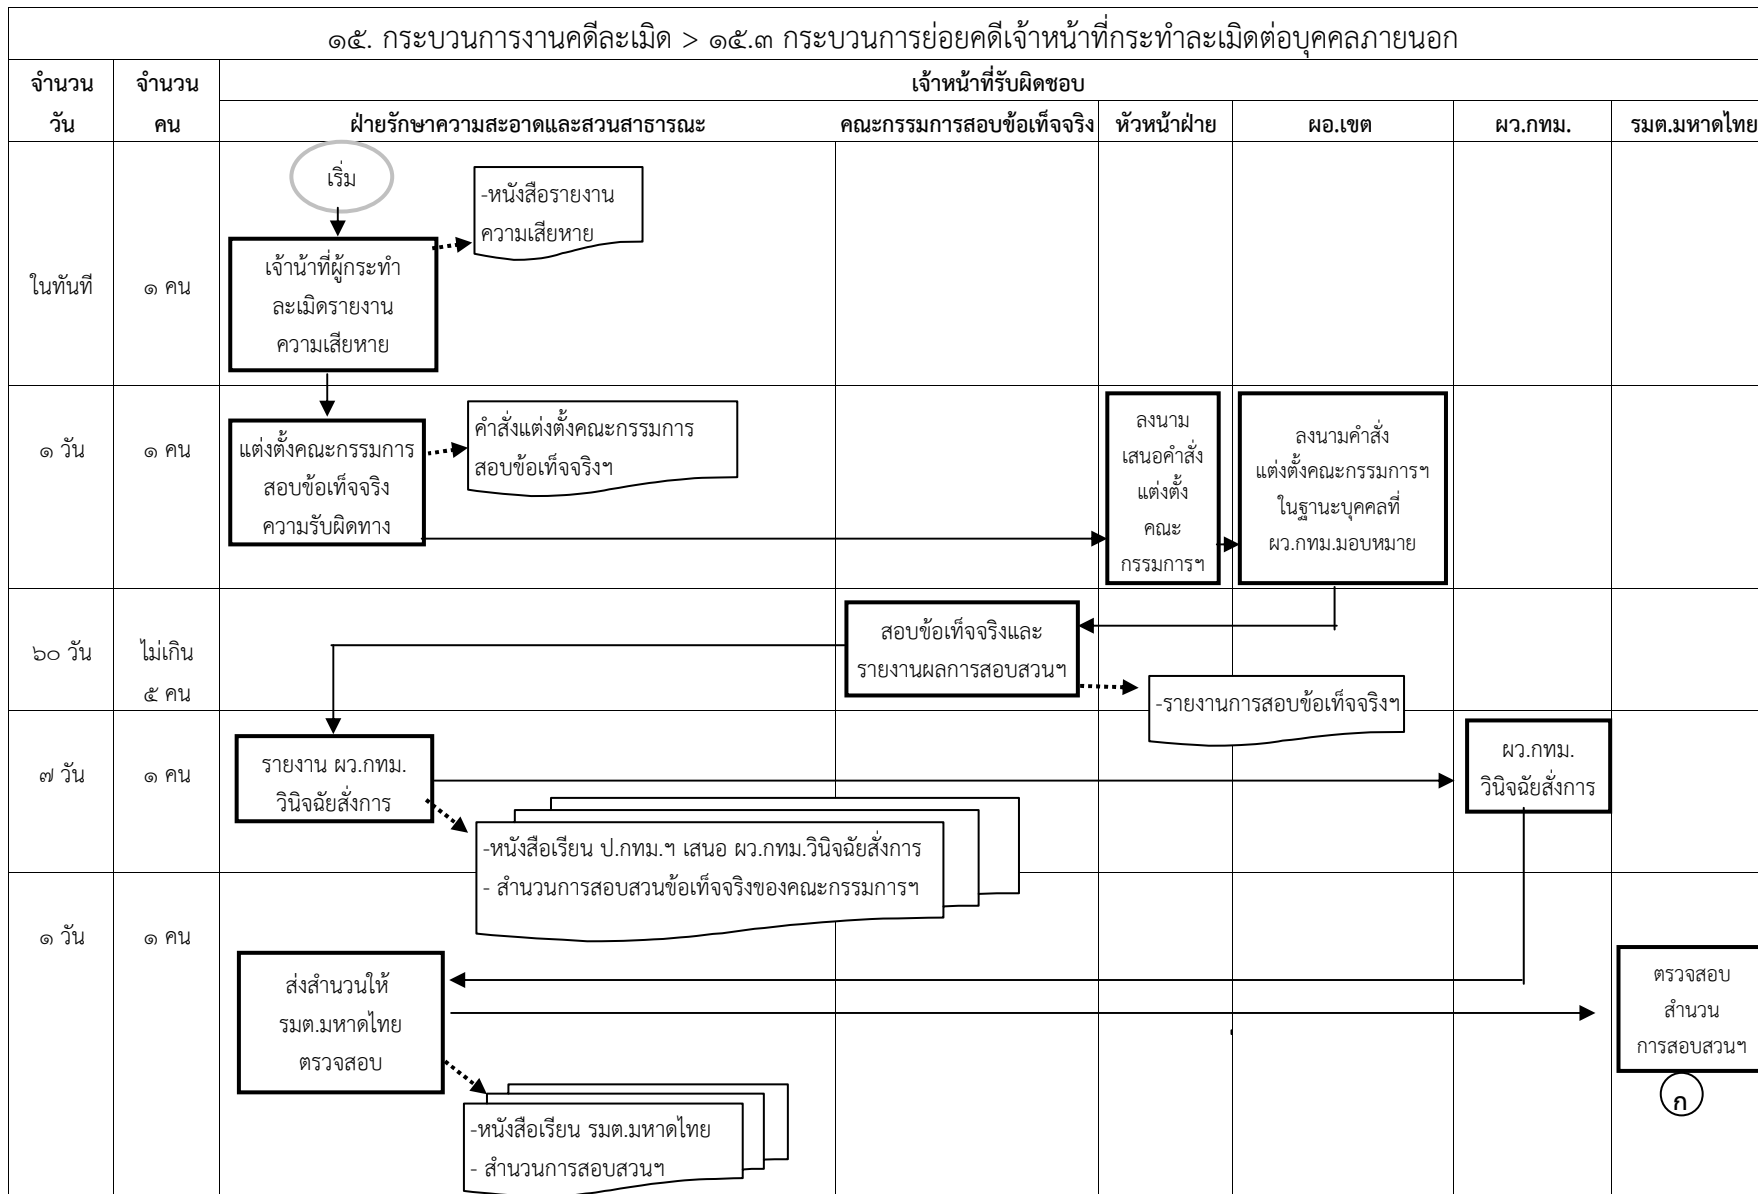 ๑๕. กระบวนการงานคดีละเมิด > ๑๕.๓ กระบวนการย่อยคดีเจ้าหน้าที่กระทำละเมิดต่อบุคคลภายนอก
จำนวน
วัน
จำนวน
คน
เจ้าหน้าที่รับผิดชอบ
ฝ่ายรักษาความสะอาดและสวนสาธารณะ
คณะกรรมการสอบข้อเท็จจริง
หัวหน้าฝ่าย
ผอ.เขต
ผว.กทม.
รมต.มหาดไทย
ในทันที
๑ คน
เริ่ม
-หนังสือรายงาน
ความเสียหาย
เจ้าน้าที่ผู้กระทำ
ละเมิดรายงาน
ความเสียหาย
๑ วัน
๑ คน
แต่งตั้งคณะกรรมการ
สอบข้อเท็จจริง
ความรับผิดทาง
คำสั่งแต่งตั้งคณะกรรมการ
สอบข้อเท็จจริงฯ
ลงนาม
เสนอคำสั่ง
แต่งตั้ง
คณะ
กรรมการฯ
ลงนามคำสั่ง
แต่งตั้งคณะกรรมการฯ
ในฐานะบุคคลที่
ผว.กทม.มอบหมาย
๖๐ วัน
ไม่เกิน
๕ คน
สอบข้อเท็จจริงและ
รายงานผลการสอบสวนฯ
-รายงานการสอบข้อเท็จจริงฯ
๗ วัน
๑ คน
รายงาน ผว.กทม.
วินิจฉัยสั่งการ
-หนังสือเรียน ป.กทม.ฯ เสนอ ผว.กทม.วินิจฉัยสั่งการ
- สำนวนการสอบสวนข้อเท็จจริงของคณะกรรมการฯ
ผว.กทม.
วินิจฉัยสั่งการ
๑ วัน
๑ คน
ส่งสำนวนให้
รมต.มหาดไทย
ตรวจสอบ
-หนังสือเรียน รมต.มหาดไทย
- สำนวนการสอบสวนฯ
ตรวจสอบ
สำนวน
การสอบสวนฯ
ก